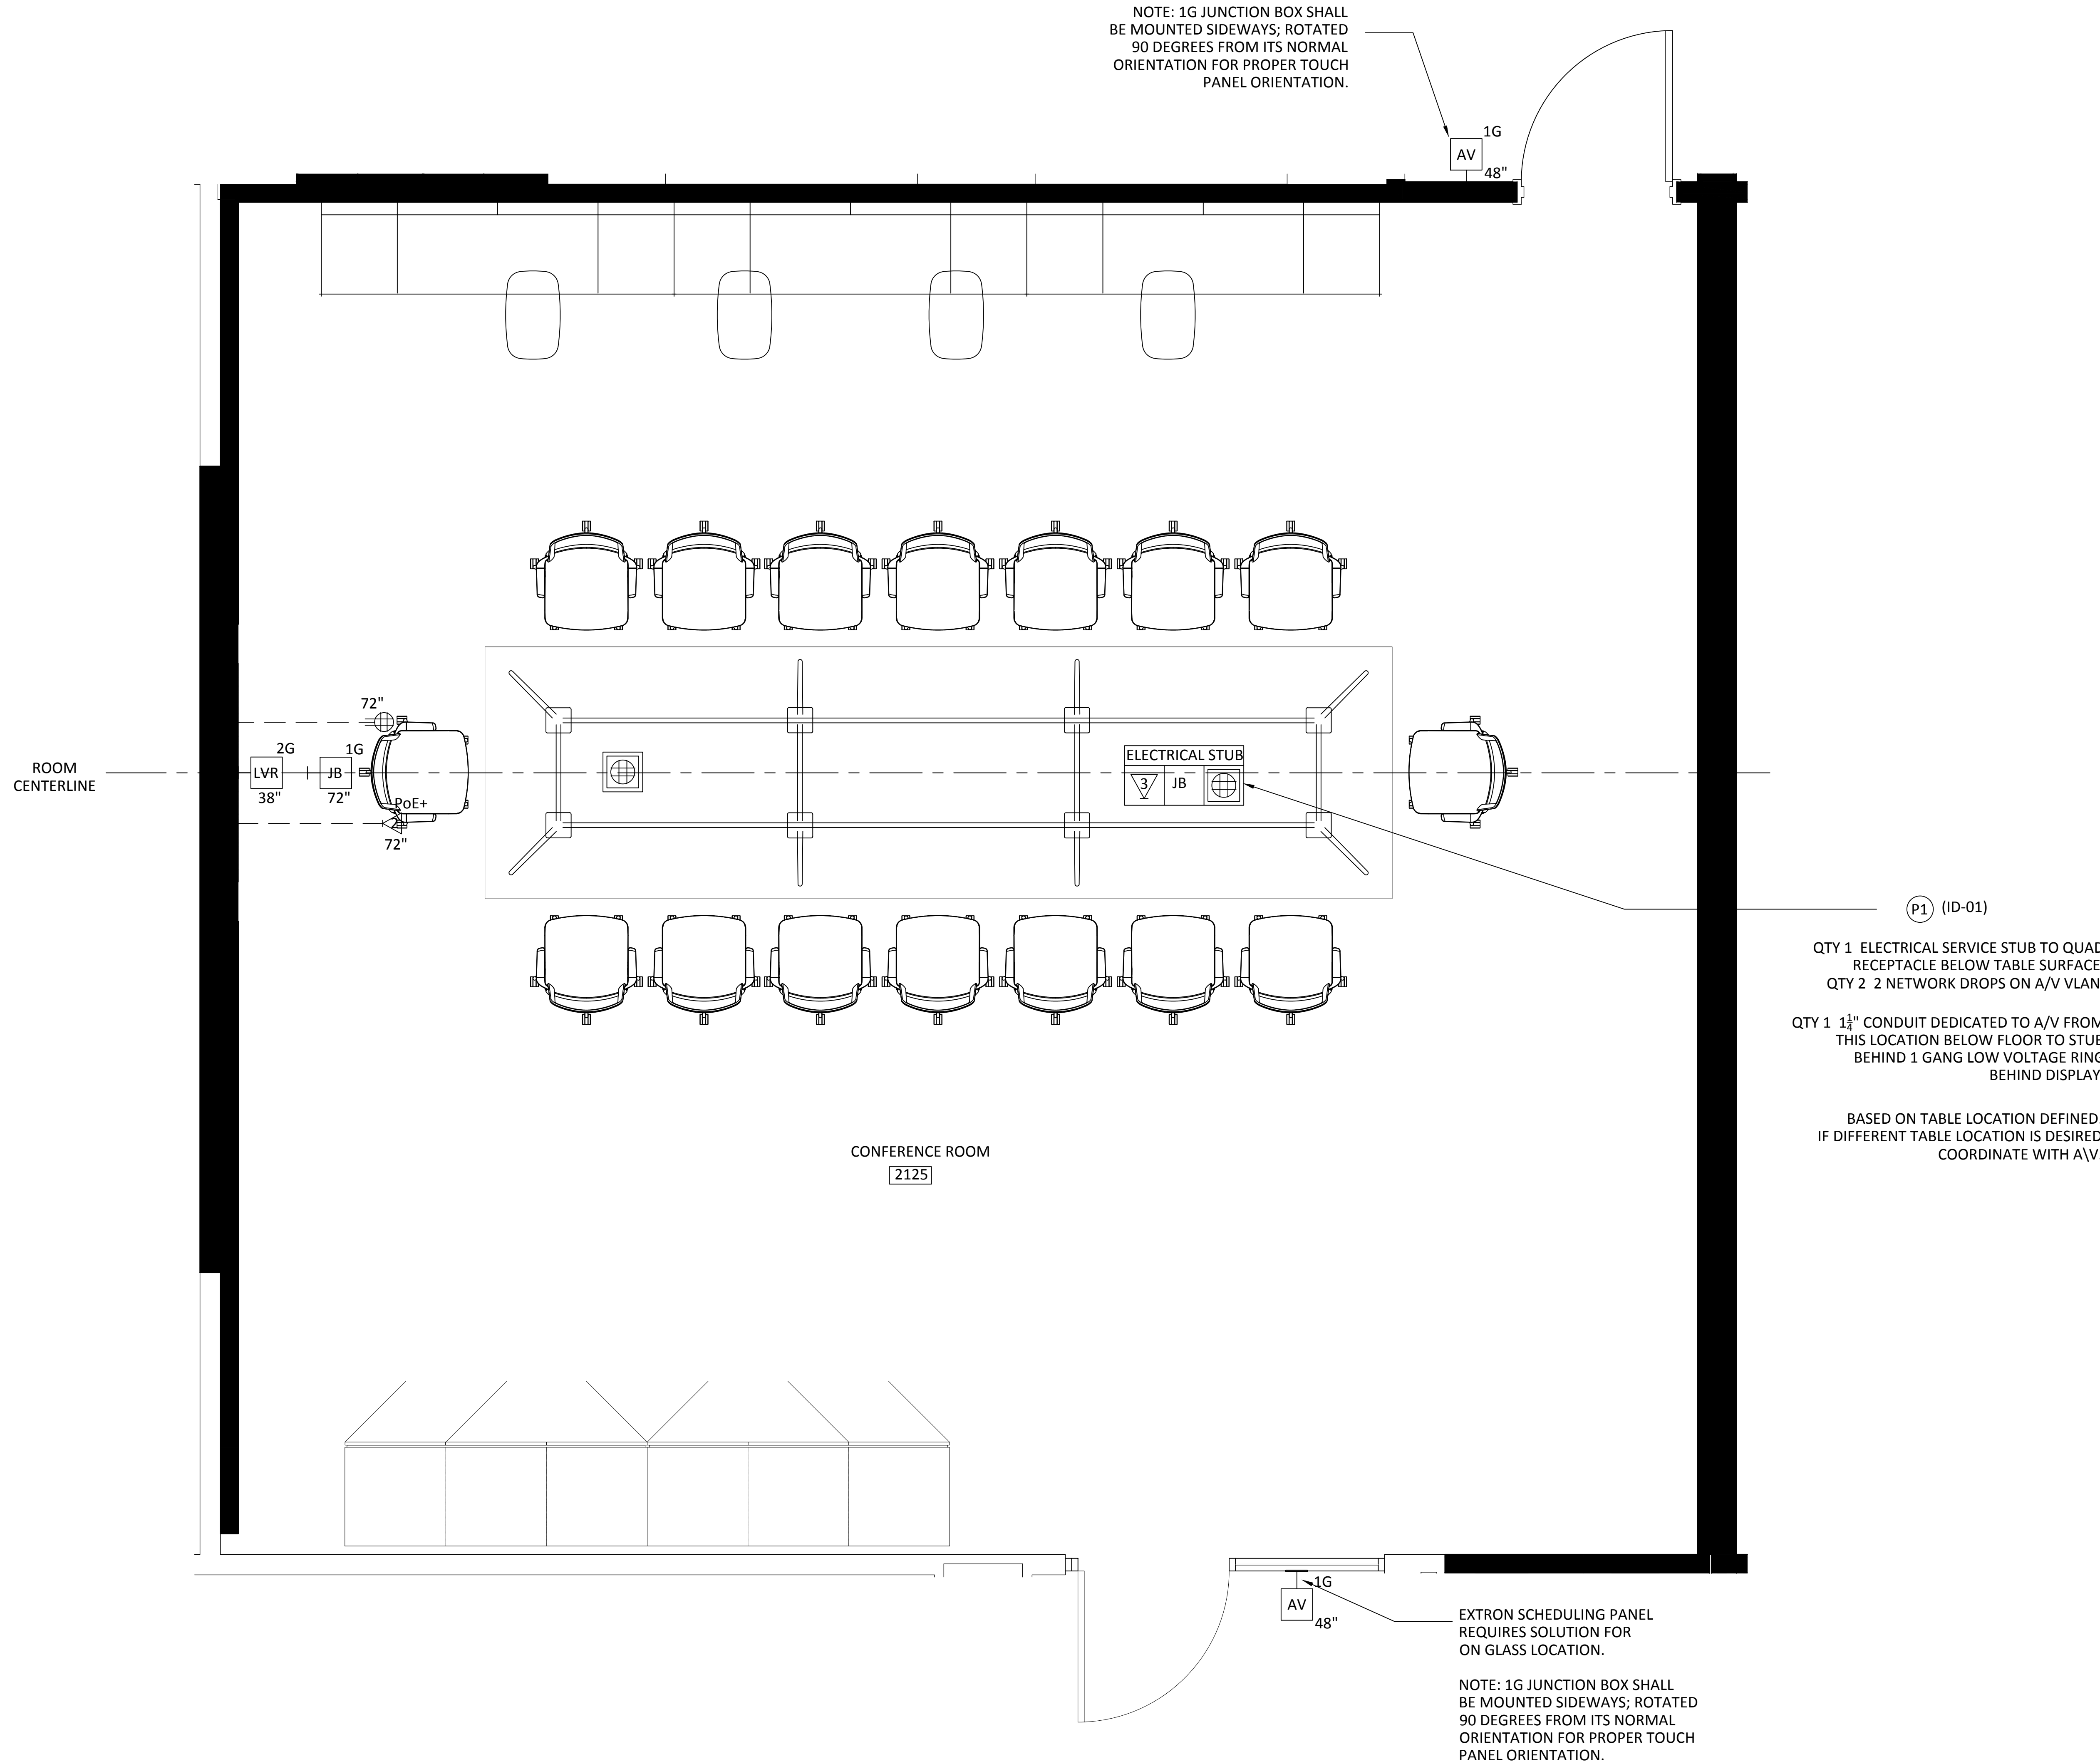 NOTE: 1G JUNCTION BOX SHALL
BE MOUNTED SIDEWAYS; ROTATED
90 DEGREES FROM ITS NORMAL
ORIENTATION FOR PROPER TOUCH
PANEL ORIENTATION.
1G
AV
48"
72"
2G
LVR
38"
1G
JB
72"
PoE+
2
72"
ROOM
CENTERLINE
ELECTRICAL STUB
3
JB
P1 (ID-01)
QTY 1 ELECTRICAL SERVICE STUB TO QUAD
RECEPTACLE BELOW TABLE SURFACE
QTY 2 2 NETWORK DROPS ON A/V VLAN
QTY 1 1¼" CONDUIT DEDICATED TO A/V FROM
THIS LOCATION BELOW FLOOR TO STUB
BEHIND 1 GANG LOW VOLTAGE RING
BEHIND DISPLAY
BASED ON TABLE LOCATION DEFINED
IF DIFFERENT TABLE LOCATION IS DESIRED
COORDINATE WITH A\V
CONFERENCE ROOM
2125
1G
AV
48"
EXTRON SCHEDULING PANEL
REQUIRES SOLUTION FOR
ON GLASS LOCATION.
NOTE: 1G JUNCTION BOX SHALL
BE MOUNTED SIDEWAYS; ROTATED
90 DEGREES FROM ITS NORMAL
ORIENTATION FOR PROPER TOUCH
PANEL ORIENTATION.